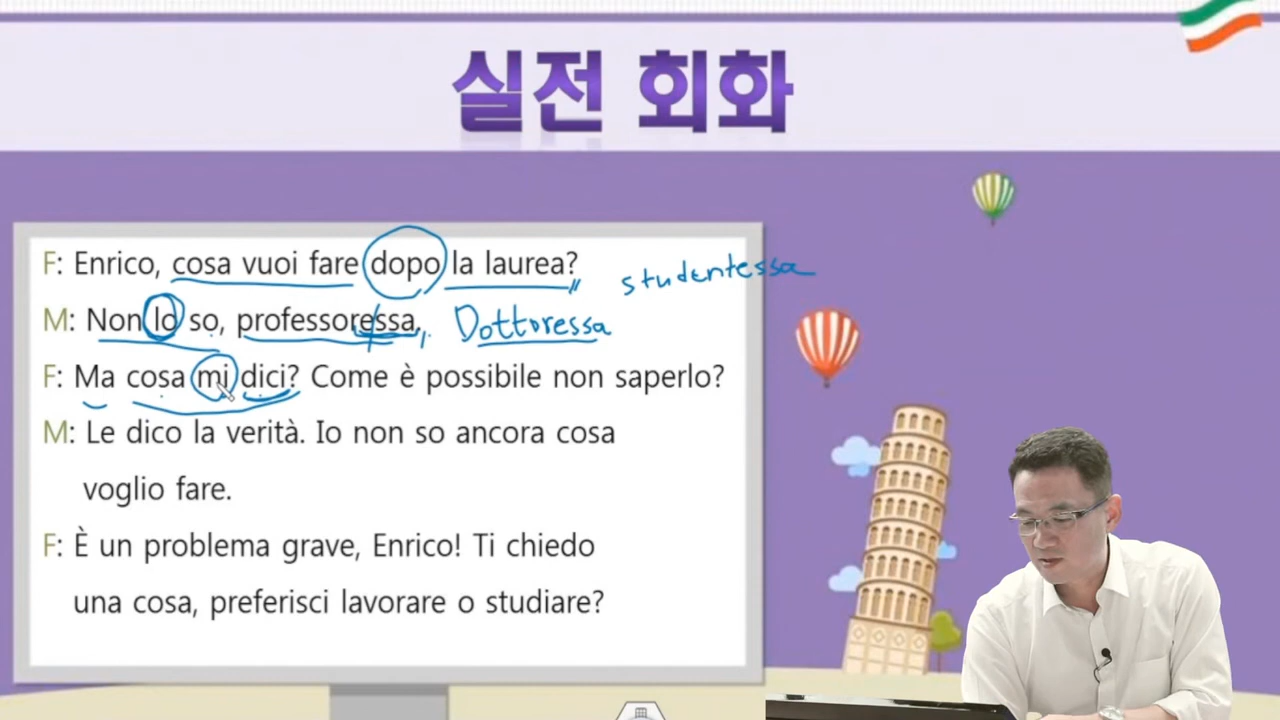 실전 회화
F: Enrico, cosa vuoi fare dopo la laurea?
studentessa
M: Non lo so, professoressa. Dottoressa
F: Ma cosa mi dici? Come è possibile non saperlo?
M: Le dico la verità. Io non so ancora cosa
voglio fare.
F: È un problema grave, Enrico! Ti chiedo
una cosa, preferisci lavorare o studiare?